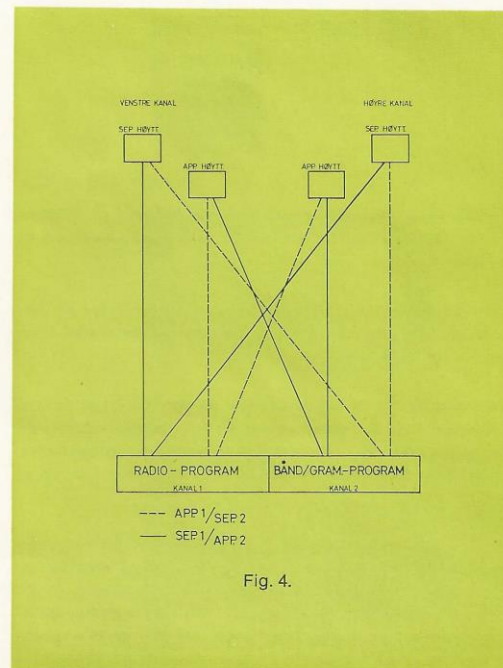 VENSTRE KANAL HØYRE KANAL
SEP. HØYTT. SEP. HØYTT.
APP. HØYTT. APP. HØYTT.
RADIO - PROGRAM BÅND/GRAM.-PROGRAM
KANAL 1 KANAL 2
--- APP.1/SEP.2
— SEP.1/APP.2
Fig. 4.